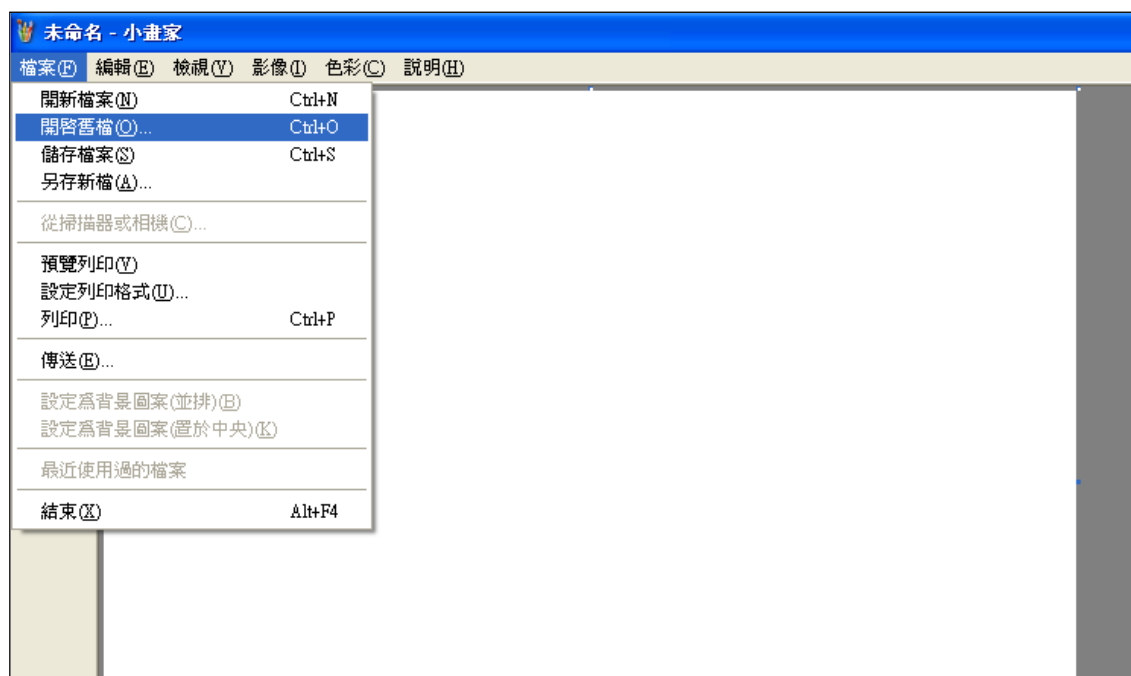 未命名 - 小畫家
檔案(F) 編輯(E) 檢視(V) 影像(I) 色彩(C) 說明(H)
開新檔案(N) Ctrl+N
開啓舊檔(O)... Ctrl+O
儲存檔案(S) Ctrl+S
另存新檔(A)...
從掃描器或相機(C)...
預覽列印(V)
設定列印格式(U)...
列印(P)... Ctrl+P
傳送(E)...
設定爲背景圖案(並排)(B)
設定爲背景圖案(置於中央)(K)
最近使用過的檔案
結束(X) Alt+F4